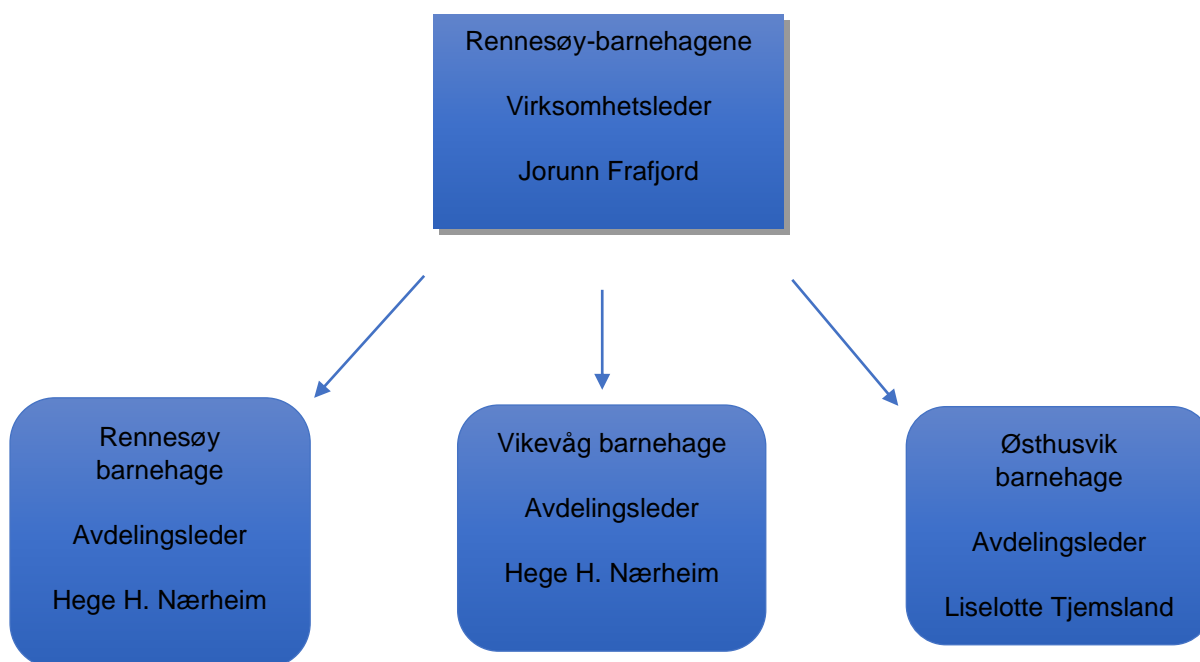 Rennesøy-barnehagene
Virksomhetsleder
Jorunn Frafjord
Rennesøy
barnehage
Avdelingsleder
Hege H. Nærheim
Vikevåg barnehage
Avdelingsleder
Hege H. Nærheim
Østhusvik
barnehage
Avdelingsleder
Liselotte Tjemsland